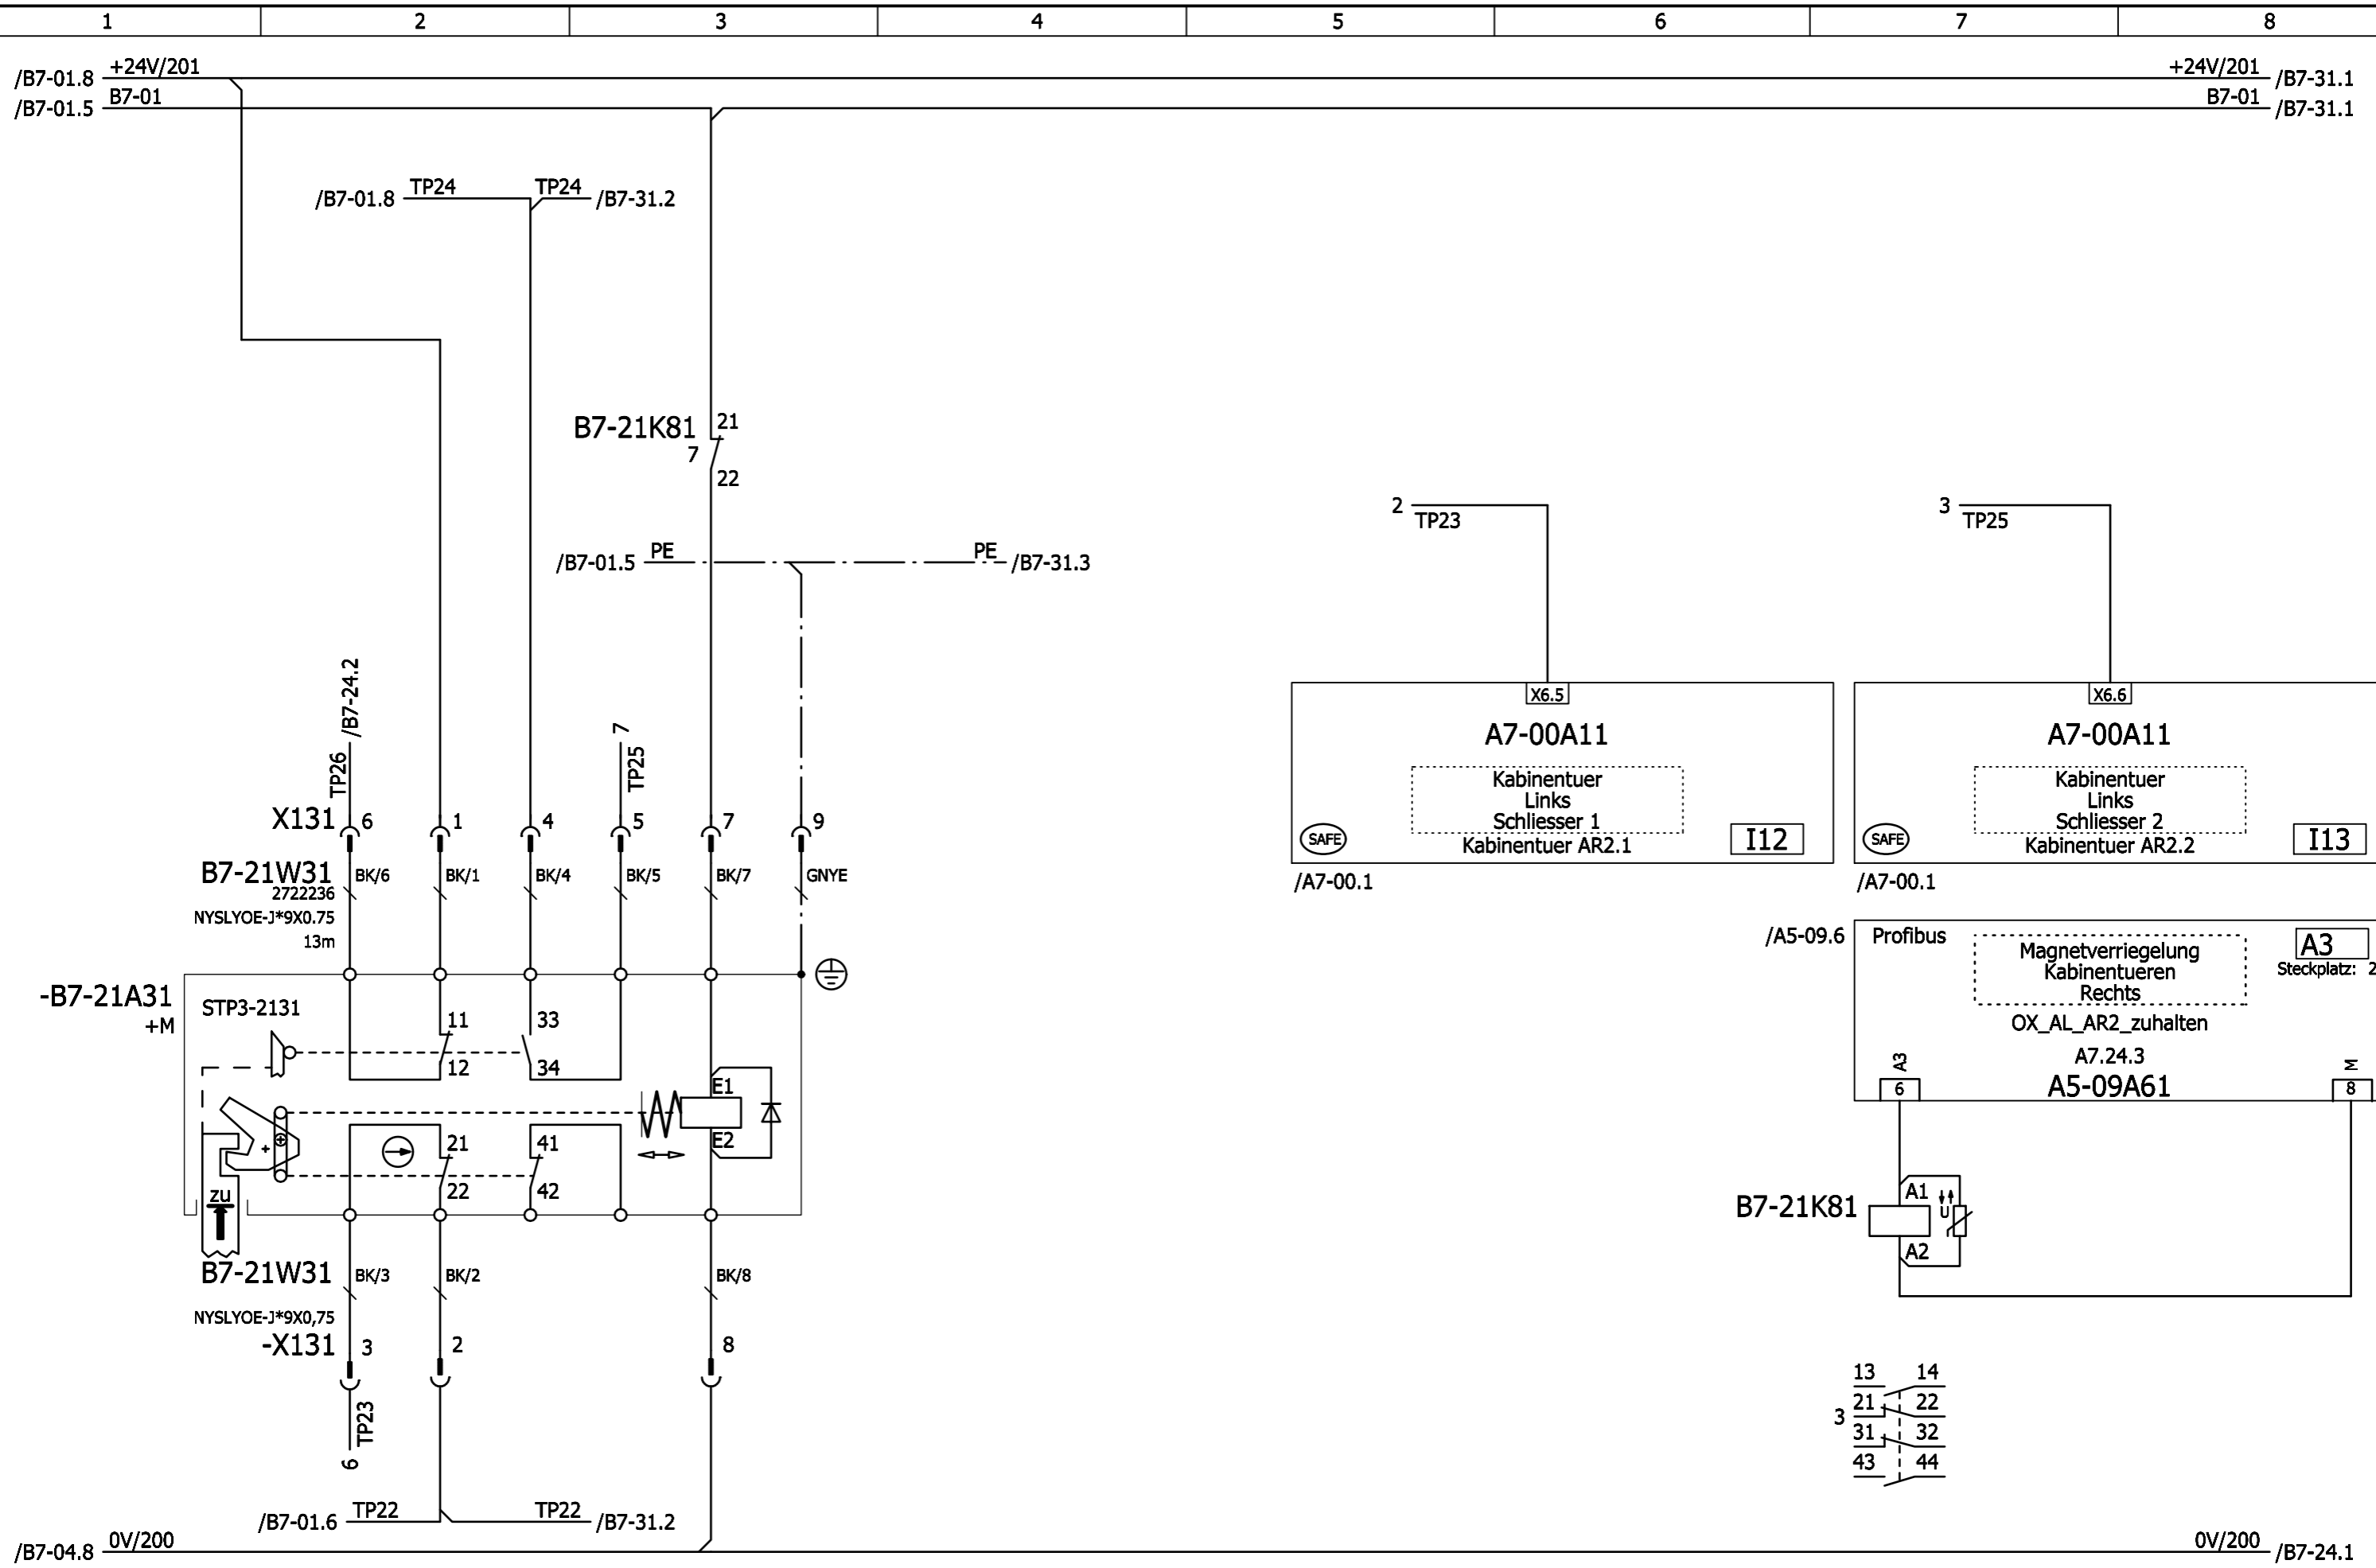 1 2 3 4 5 6 7 8
/B7-01.8 +24V/201 +24V/201 /B7-31.1
/B7-01.5 B7-01 B7-01 /B7-31.1
/B7-01.8 TP24 TP24 /B7-31.2
B7-21K81 21
7
22
2 TP23
3 TP25
/B7-01.5 PE PE /B7-31.3
/B7-24.2
TP26
7
TP25
X131 6 1 4 5 7 9
B7-21W31 BK/6 BK/1 BK/4 BK/5 BK/7 GNYE
2722236
NYSLYOE-J*9X0.75
13m
X6.5
A7-00A11
Kabinentuer
Links
Schliesser 1
SAFE Kabinentuer AR2.1 I12
/A7-00.1
X6.6
A7-00A11
Kabinentuer
Links
Schliesser 2
SAFE Kabinentuer AR2.2 I13
/A7-00.1
/A5-09.6 Profibus A3
Steckplatz: 2
Magnetverriegelung
Kabinentueren
Rechts
OX_AL_AR2_zuhalten
A7.24.3
A3 M
6 A5-09A61 8
-B7-21A31 STP3-2131
+M
11 33
12 34
E1
E2
21 41
22 42
zu
B7-21K81 A1 U
A2
B7-21W31 BK/3 BK/2 BK/8
NYSLYOE-J*9X0,75
-X131 3 2 8
TP23
6
13 14
3 21 22
31 32
43 44
/B7-01.6 TP22 TP22 /B7-31.2
/B7-04.8 0V/200 0V/200 /B7-24.1